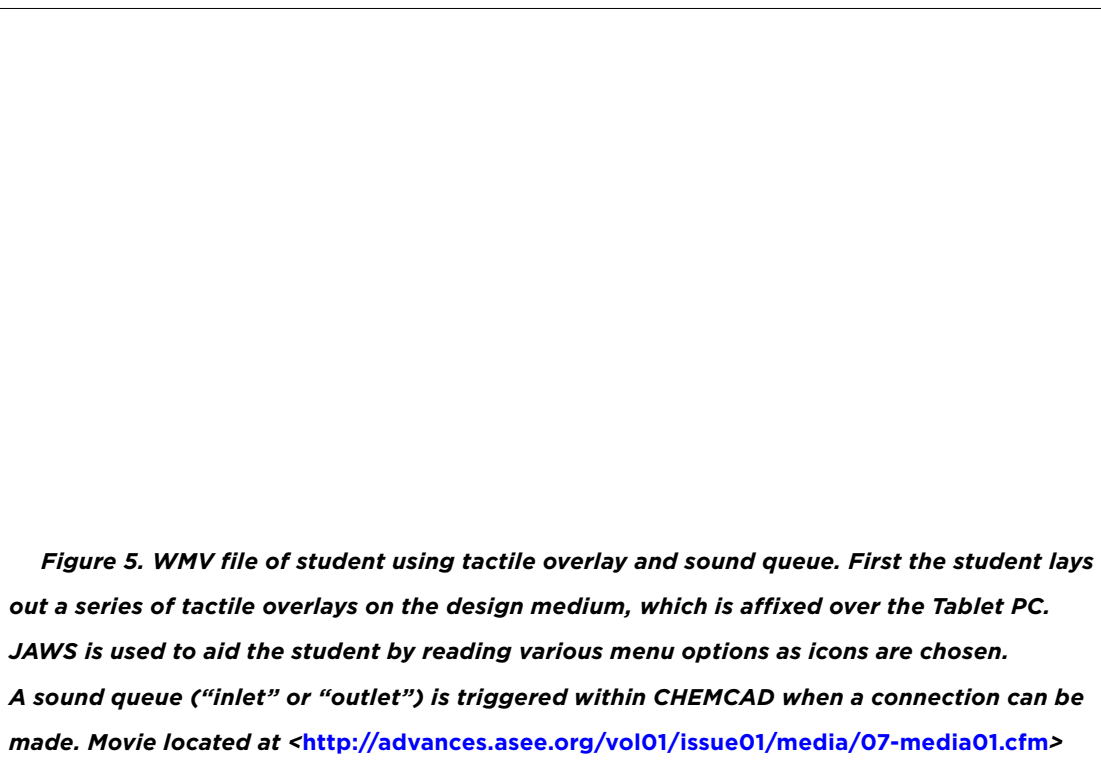 Figure 5. WMV file of student using tactile overlay and sound queue. First the student lays
out a series of tactile overlays on the design medium, which is affixed over the Tablet PC.
JAWS is used to aid the student by reading various menu options as icons are chosen.
A sound queue (“inlet” or “outlet”) is triggered within CHEMCAD when a connection can be
made. Movie located at <http://advances.asee.org/vol01/issue01/media/07-media01.cfm>